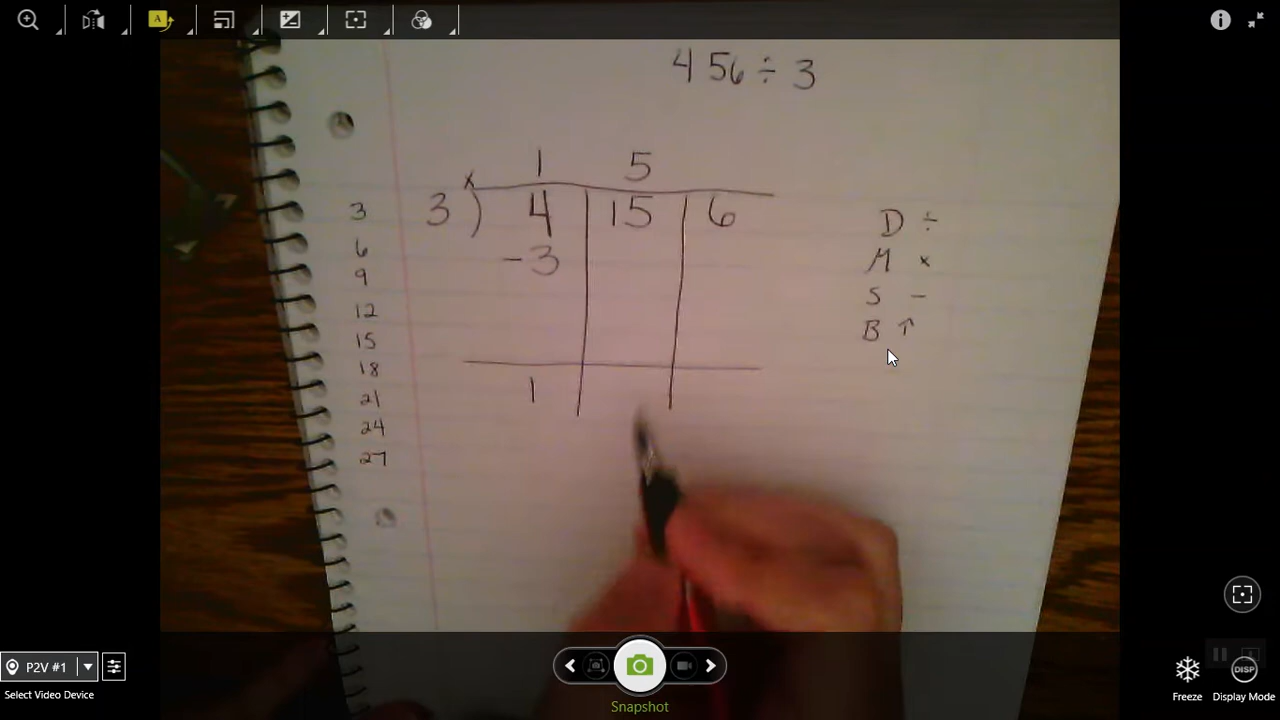 A
456 ÷ 3
1 5
x
3 ) 4 15 6
-3
1
3
6
9
12
15
18
21
24
27
D ÷
M ×
S −
B ↑
P2V #1
Select Video Device
Snapshot
Freeze
DISP
Display Mode